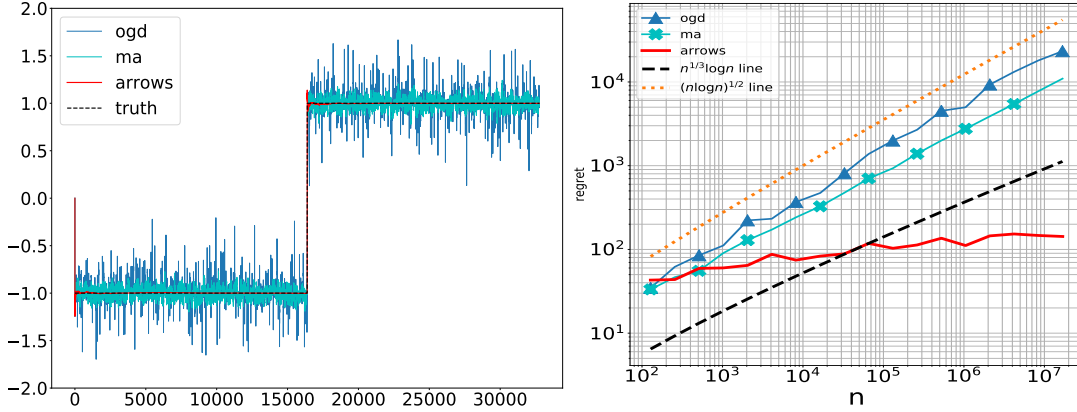 2.0
1.5
1.0
0.5
0.0
−0.5
−1.0
−1.5
−2.0
0 5000 10000 15000 20000 25000 30000
ogd
ma
arrows
truth
ogd
ma
arrows
n^{1/3}logn line
(nlogn)^{1/2} line
regret
10^4
10^3
10^2
10^1
10^2 10^3 10^4 10^5 10^6 10^7
n